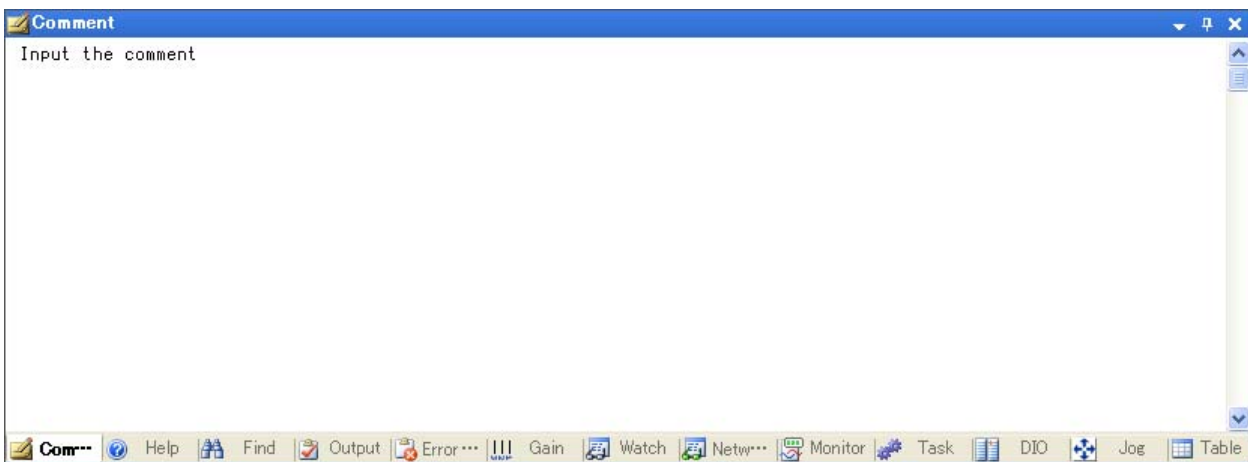 Comment
Input the comment
Com… Help Find Output Error… Gain Watch Netw… Monitor Task DIO Jog Table